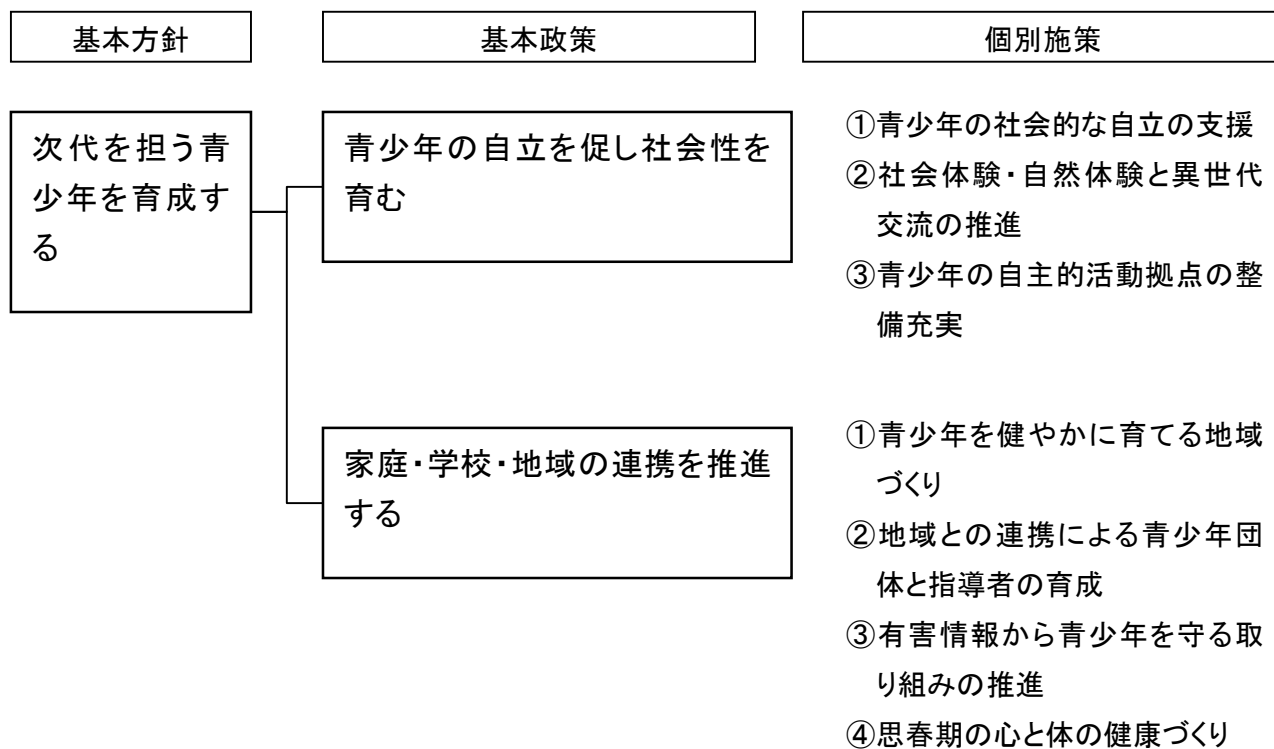 基本方針
基本政策
個別施策
次代を担う青
少年を育成す
る
青少年の自立を促し社会性を
育む
①青少年の社会的な自立の支援
②社会体験・自然体験と異世代
交流の推進
③青少年の自主的活動拠点の整
備充実
家庭・学校・地域の連携を推進
する
①青少年を健やかに育てる地域
づくり
②地域との連携による青少年団
体と指導者の育成
③有害情報から青少年を守る取
り組みの推進
④思春期の心と体の健康づくり